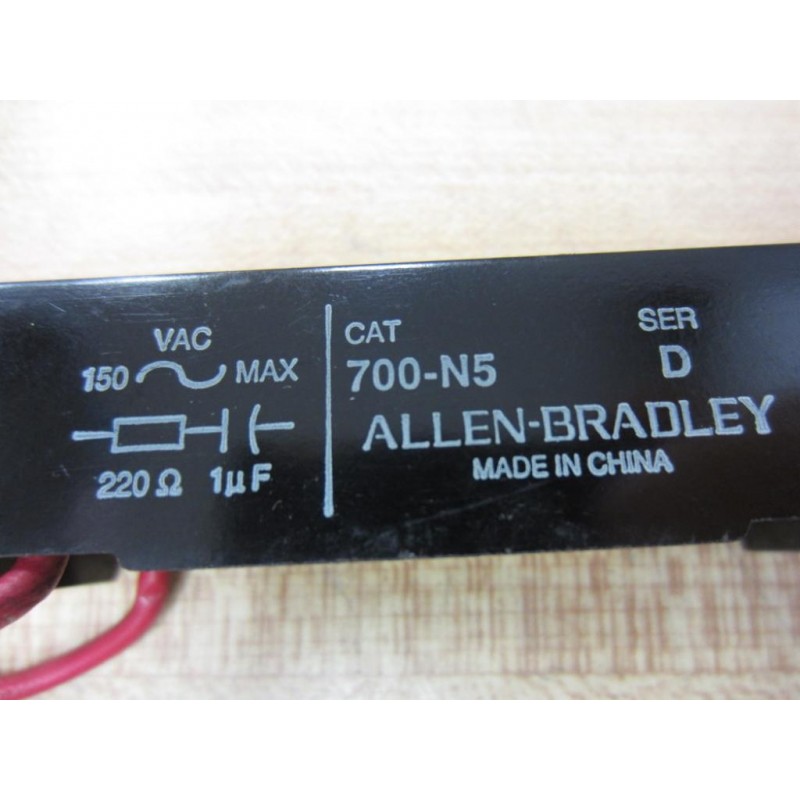 VAC
150 MAX
220 Ω 1μF
CAT
700-N5
SER
D
ALLEN-BRADLEY
MADE IN CHINA